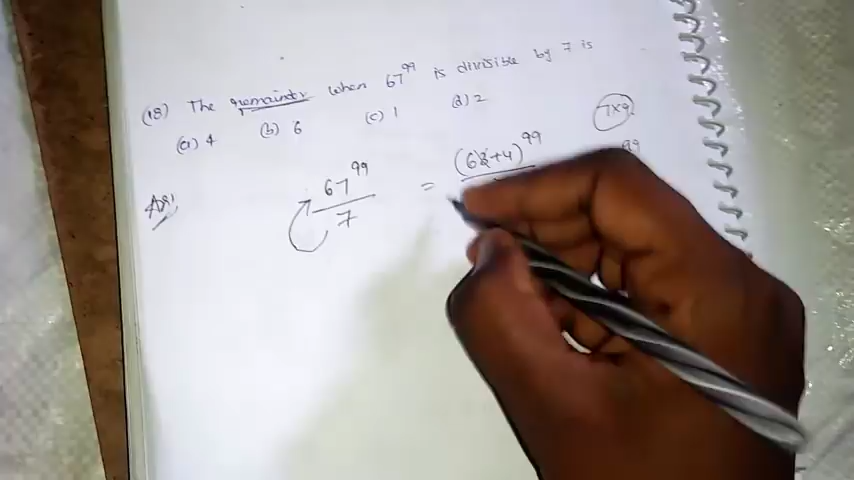 (18) The remainder when 67^99 is divisible by 7 is
(a) 4 (b) 6 (c) 1 (d) 2
7×9
Ans:
67^99 / 7 = (63+4)^99
99